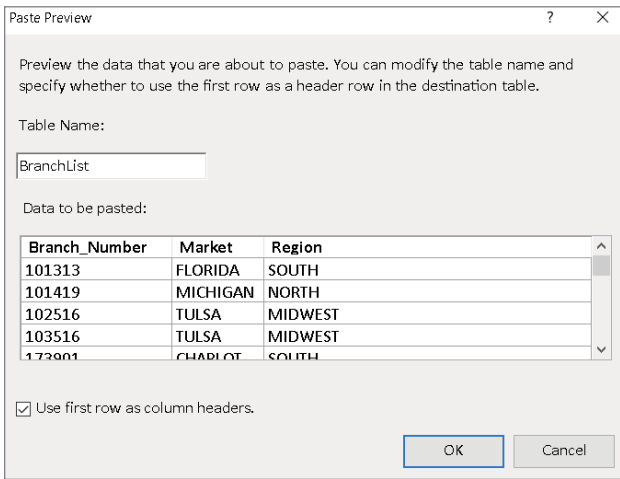 Paste Preview ? ×
Preview the data that you are about to paste. You can modify the table name and
specify whether to use the first row as a header row in the destination table.
Table Name:
BranchList
Data to be pasted:
Branch_Number Market Region
101313 FLORIDA SOUTH
101419 MICHIGAN NORTH
102516 TULSA MIDWEST
103516 TULSA MIDWEST
173901 CHARLOT SOUTH
Use first row as column headers.
OK Cancel